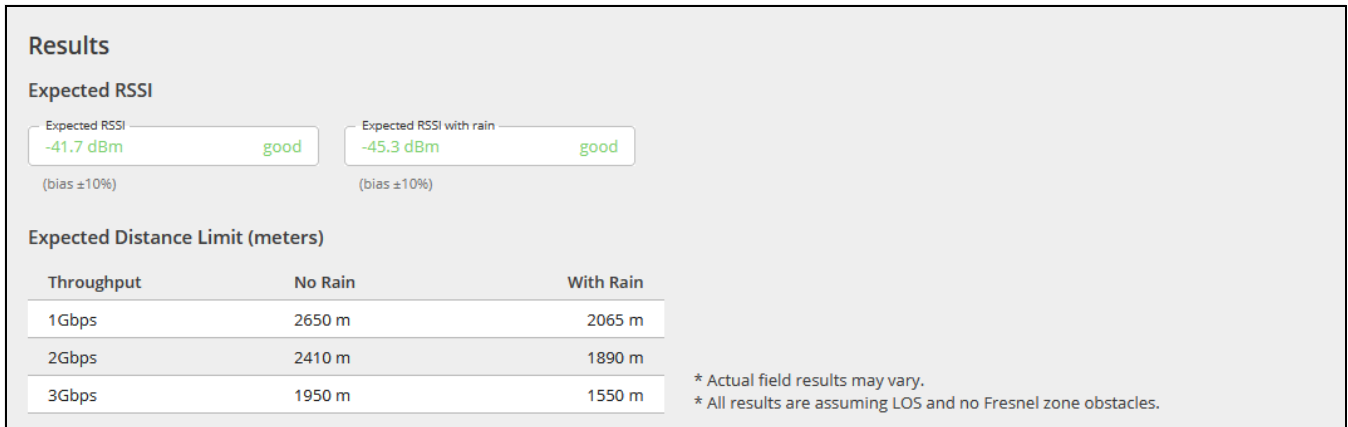 Results
Expected RSSI
Expected RSSI Expected RSSI with rain
-41.7 dBm good -45.3 dBm good
(bias ±10%) (bias ±10%)
Expected Distance Limit (meters)
Throughput No Rain With Rain
1Gbps 2650 m 2065 m
2Gbps 2410 m 1890 m
3Gbps 1950 m 1550 m
* Actual field results may vary.
* All results are assuming LOS and no Fresnel zone obstacles.